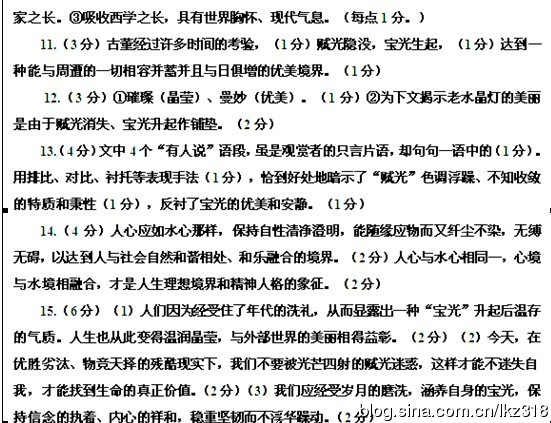 家之长。③吸收西学之长，具有世界胸怀、现代气息。（每点1分。）
11.（3分）古董经过许多时间的考验，（1分）贼光隐没，宝光生起，（1分）达到一
种能与周遭的一切相容并蓄并且与日俱增的优美境界。（1分）
12.（3分）①璀璨（晶莹）、曼妙（优美）。（1分）②为下文揭示老水晶灯的美丽
是由于贼光消失、宝光升起作铺垫。（2分）
13.（4分）文中4个“有人说”语段，虽是观赏者的只言片语，却句句一语中的（1分）。
用排比、对比、衬托等表现手法（1分），恰到好处地暗示了“贼光”色调浮躁、不知收敛
的特质和秉性（1分），反衬了宝光的优美和安静。（1分）
14.（4分）人心应如水心那样，保持自性清净澄明，能随缘应物而又纤尘不染，无缚
无碍，以达到人与社会自然和谐相处、和乐融合的境界。（2分）人心与水心相同一，心境
与水境相融合，才是人生理想境界和精神人格的象征。（2分）
15.（6分）（1）人们因为经受住了年代的洗礼，从而显露出一种“宝光”升起后温存
的气质。人生也从此变得温润晶莹，与外部世界的美丽相得益彰。（2分）（2）今天，在
优胜劣汰、物竞天择的残酷现实下，我们不要被光芒四射的贼光迷惑，这样才能不迷失自
我，才能找到生命的真正价值。（2分）（3）我们应经受岁月的磨洗，涵养自身的宝光，保
持信念的执着、内心的祥和，稳重坚韧而不浮华躁动。（2分）
blog.sina.com.cn/lkz318